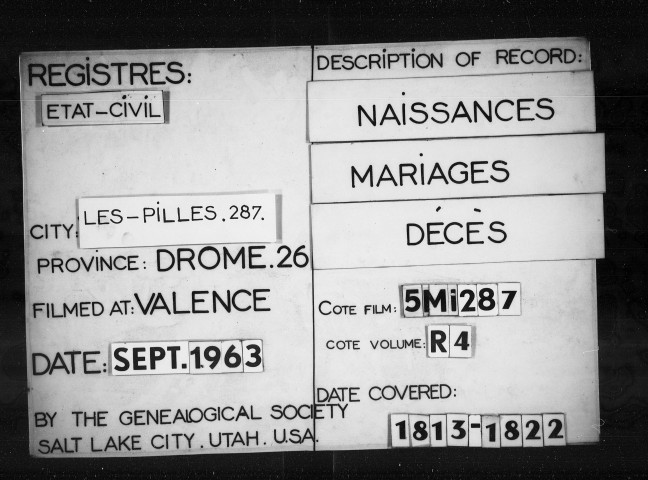 REGISTRES:
ETAT-CIVIL
CITY: LES-PILLES.287.
PROVINCE: DROME.26
FILMED AT: VALENCE
DATE: SEPT.1963
BY THE GENEALOGICAL SOCIETY
SALT LAKE CITY. UTAH. U.S.A.
DESCRIPTION OF RECORD:
NAISSANCES
MARIAGES
DÉCÈS
COTE FILM: 5Mi287
COTE VOLUME: R4
DATE COVERED:
1813-1822